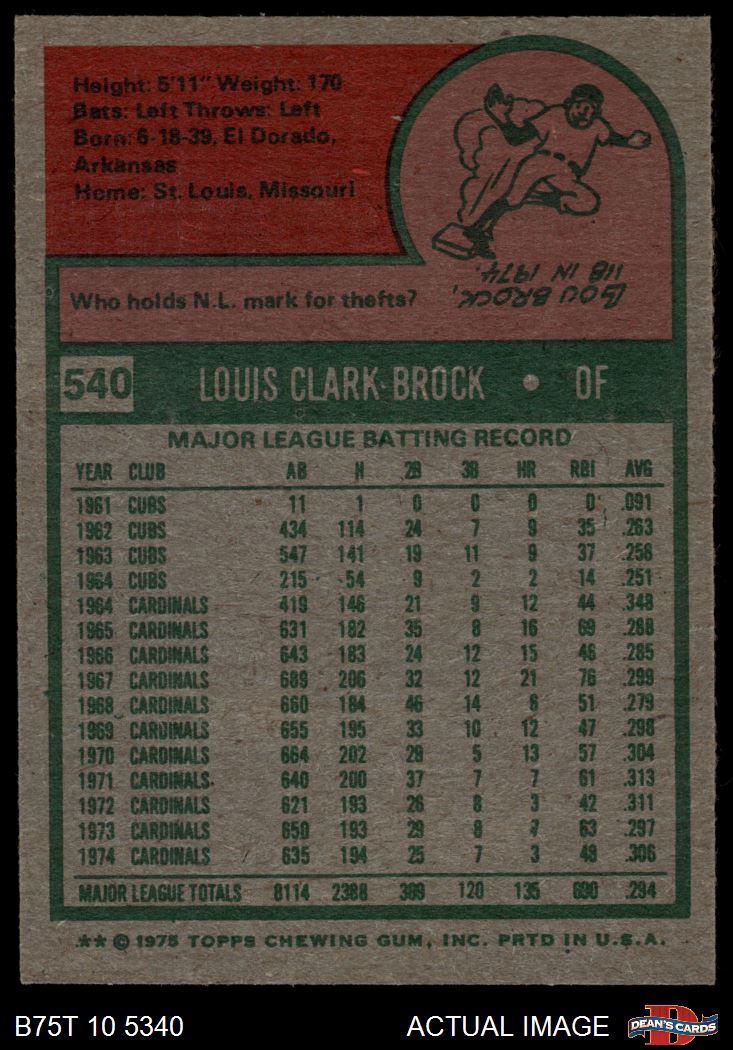 Height: 5'11" Weight: 170
Bats: Left Throws: Left
Born: 6-18-39, El Dorado,
Arkansas
Home: St. Louis, Missouri
Who holds N.L. mark for thefts?
LOU BROCK,
118 IN 1974.
540 LOUIS CLARK BROCK • OF
MAJOR LEAGUE BATTING RECORD
YEAR CLUB AB H 2B 3B HR RBI AVG
1961 CUBS 11 1 0 0 0 0 .091
1962 CUBS 434 114 24 7 9 35 .263
1963 CUBS 547 141 19 11 9 37 .258
1964 CUBS 215 54 9 2 2 14 .251
1964 CARDINALS 419 146 21 9 12 44 .348
1965 CARDINALS 631 182 35 8 16 69 .288
1966 CARDINALS 643 183 24 12 15 46 .285
1967 CARDINALS 689 206 32 12 21 76 .299
1968 CARDINALS 660 184 46 14 6 51 .279
1969 CARDINALS 655 195 33 10 12 47 .298
1970 CARDINALS 664 202 29 5 13 57 .304
1971 CARDINALS 640 200 37 7 7 61 .313
1972 CARDINALS 621 193 26 8 3 42 .311
1973 CARDINALS 650 193 29 8 7 63 .297
1974 CARDINALS 635 194 25 7 3 48 .306
MAJOR LEAGUE TOTALS 8114 2388 389 120 135 690 .294
** © 1975 TOPPS CHEWING GUM, INC. PRTD IN U.S.A.
B75T 10 5340 ACTUAL IMAGE D DEAN'S CARDS